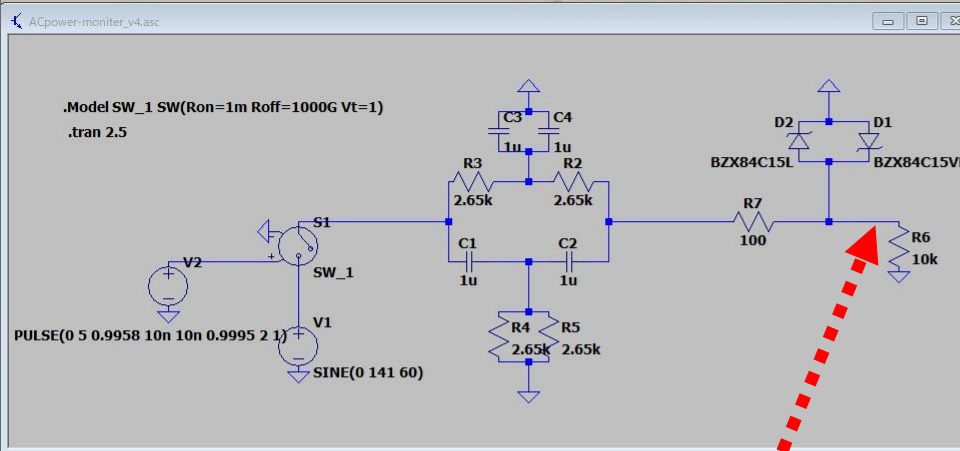 ACpower-moniter_v4.asc
.Model SW_1 SW(Ron=1m Roff=1000G Vt=1)
.tran 2.5
C3
C4
1u
1u
D2
D1
BZX84C15L
BZX84C15VL
R3
R2
2.65k
2.65k
R7
100
S1
SW_1
C1
C2
1u
1u
R6
10k
V2
PULSE(0 5 0.9958 10n 10n 0.9995 2 1)
V1
SINE(0 141 60)
R4
R5
2.65k
2.65k